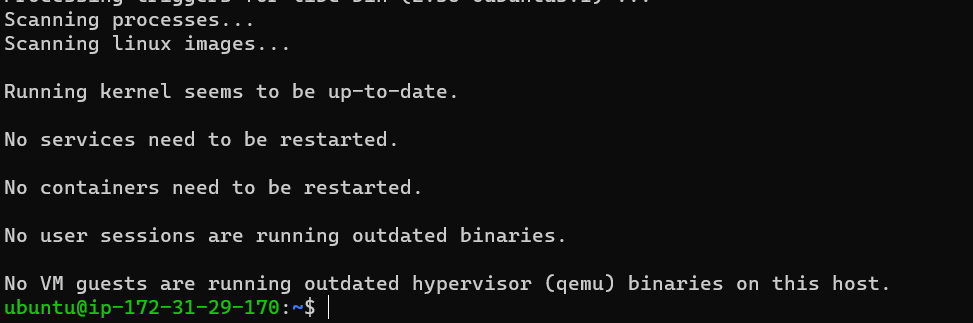 Scanning processes...
Scanning linux images...
Running kernel seems to be up-to-date.
No services need to be restarted.
No containers need to be restarted.
No user sessions are running outdated binaries.
No VM guests are running outdated hypervisor (qemu) binaries on this host.
ubuntu@ip-172-31-29-170:~$